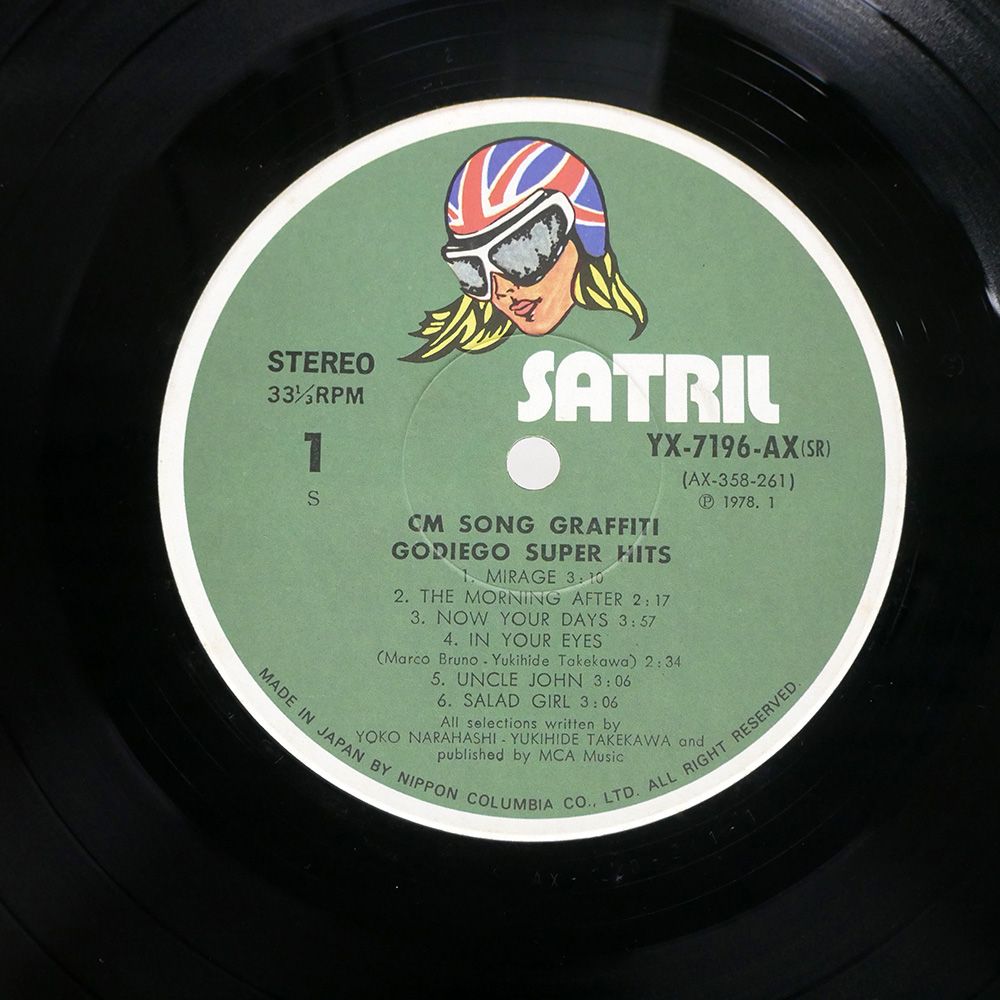 SATRIL
STEREO
33⅓RPM
YX-7196-AX(SR)
1
(AX-358-261)
S
Ⓟ 1978. 1
CM SONG GRAFFITI
GODIEGO SUPER HITS
1. MIRAGE 3:10
2. THE MORNING AFTER 2:17
3. NOW YOUR DAYS 3:57
4. IN YOUR EYES
(Marco Bruno - Yukihide Takekawa) 2:34
5. UNCLE JOHN 3:06
6. SALAD GIRL 3:06
All selections written by
YOKO NARAHASHI - YUKIHIDE TAKEKAWA and
published by MCA Music
MADE IN JAPAN BY NIPPON COLUMBIA CO., LTD. ALL RIGHT RESERVED.